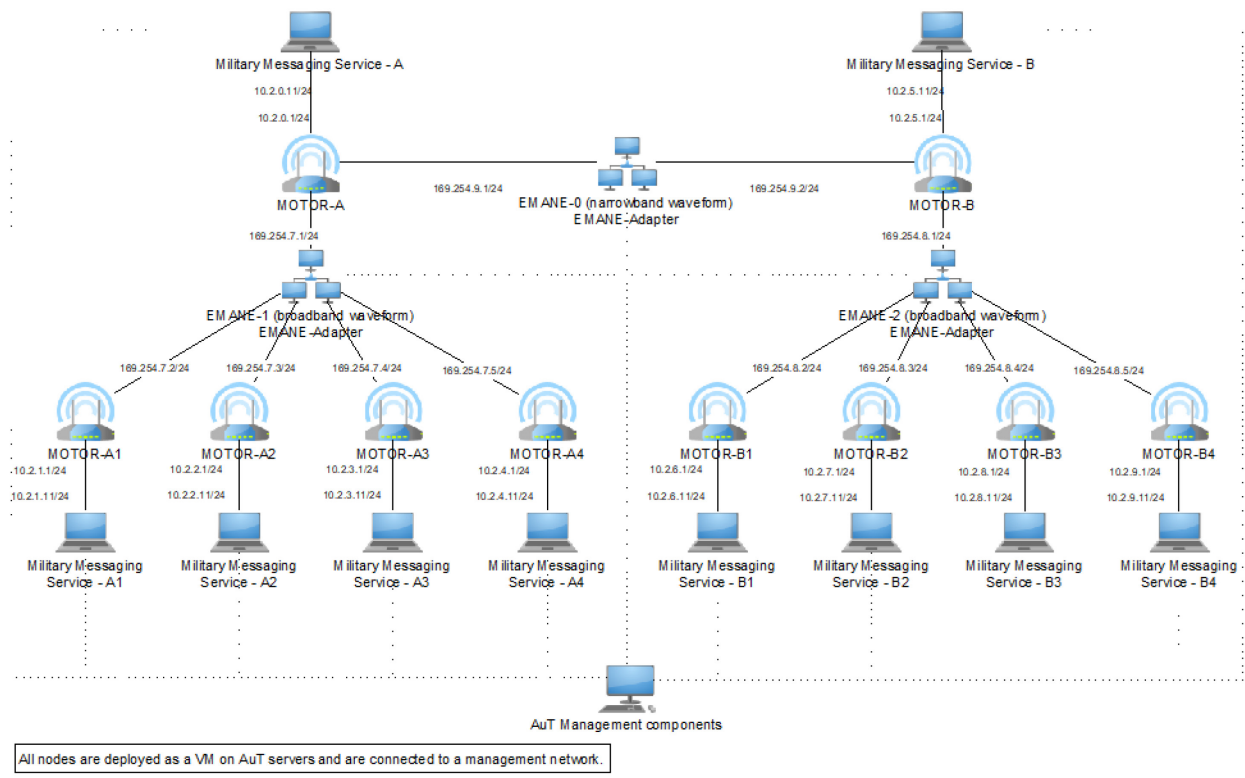 Military Messaging Service - A
Military Messaging Service - B
10.2.0.11/24
10.2.5.11/24
10.2.0.1/24
10.2.5.1/24
169.254.9.1/24
169.254.9.2/24
MOTOR-A
EMANE-0 (narrowband waveform)
EMANE-Adapter
MOTOR-B
169.254.7.1/24
169.254.8.1/24
EMANE-1 (broadband waveform)
EMANE-Adapter
EMANE-2 (broadband waveform)
EMANE-Adapter
169.254.7.2/24
169.254.7.3/24
169.254.7.4/24
169.254.7.5/24
169.254.8.2/24
169.254.8.3/24
169.254.8.4/24
169.254.8.5/24
MOTOR-A1
MOTOR-A2
MOTOR-A3
MOTOR-A4
MOTOR-B1
MOTOR-B2
MOTOR-B3
MOTOR-B4
10.2.1.1/24
10.2.2.1/24
10.2.3.1/24
10.2.4.1/24
10.2.6.1/24
10.2.7.1/24
10.2.8.1/24
10.2.9.1/24
10.2.1.11/24
10.2.2.11/24
10.2.3.11/24
10.2.4.11/24
10.2.6.11/24
10.2.7.11/24
10.2.8.11/24
10.2.9.11/24
Military Messaging
Service - A1
Military Messaging
Service - A2
Military Messaging
Service - A3
Military Messaging
Service - A4
Military Messaging
Service - B1
Military Messaging
Service - B2
Military Messaging
Service - B3
Military Messaging
Service - B4
AuT Management components
All nodes are deployed as a VM on AuT servers and are connected to a management network.